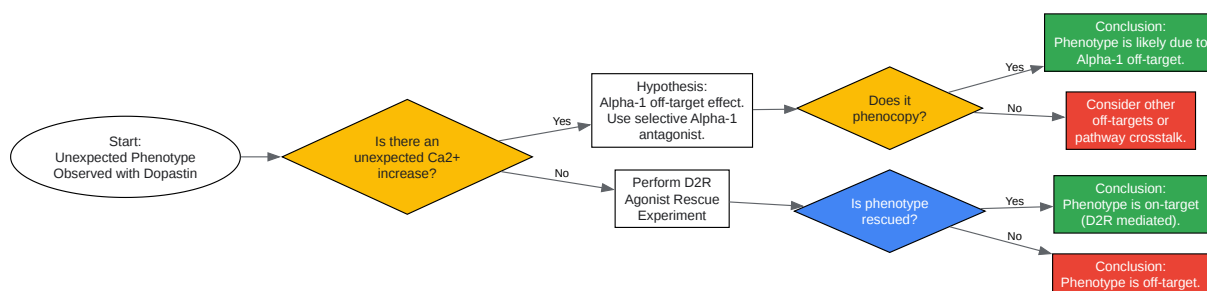 Start:
Unexpected Phenotype
Observed with Dopastin
Is there an
unexpected Ca2+
increase?
Yes
Hypothesis:
Alpha-1 off-target effect.
Use selective Alpha-1
antagonist.
Does it
phenocopy?
Yes
Conclusion:
Phenotype is likely due to
Alpha-1 off-target.
No
Consider other
off-targets or
pathway crosstalk.
No
Perform D2R
Agonist Rescue
Experiment
Is phenotype
rescued?
Yes
Conclusion:
Phenotype is on-target
(D2R mediated).
No
Conclusion:
Phenotype is off-target.